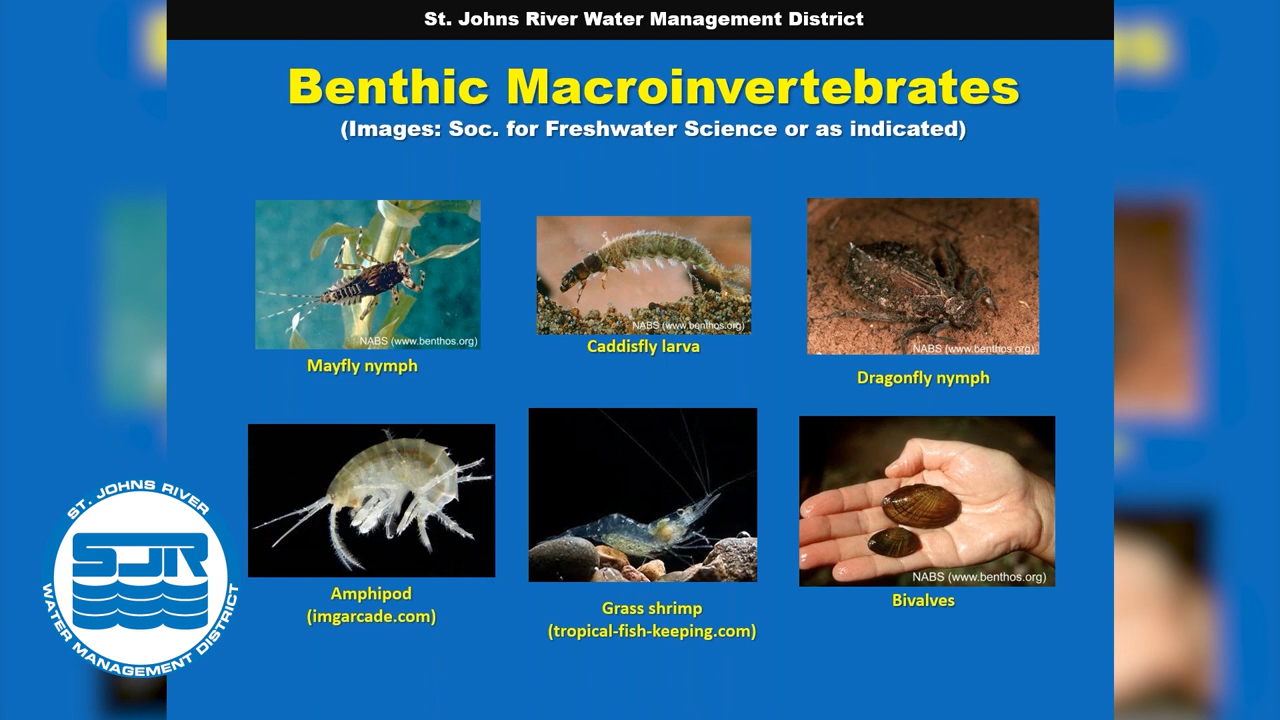 St. Johns River Water Management District
Benthic Macroinvertebrates
(Images: Soc. for Freshwater Science or as indicated)
NABS (www.benthos.org)
Mayfly nymph
NABS (www.benthos.org)
Caddisfly larva
NABS (www.benthos.org)
Dragonfly nymph
Amphipod
(imgarcade.com)
Grass shrimp
(tropical-fish-keeping.com)
NABS (www.benthos.org)
Bivalves
ST. JOHNS RIVER
SJR
WATER MANAGEMENT DISTRICT